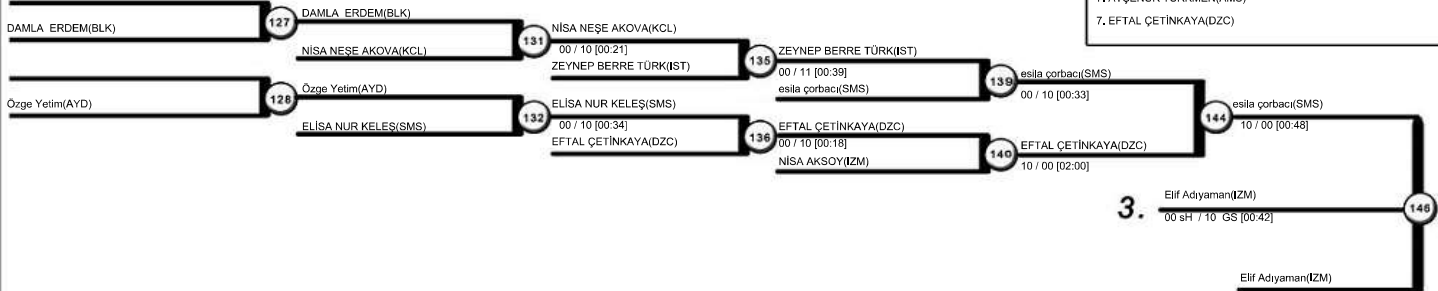 DAMLA ERDEM(BLK)
127
DAMLA ERDEM(BLK)
NİSA NEŞE AKOVA(KCL)
131
NİSA NEŞE AKOVA(KCL)
00 / 10 [00:21]
ZEYNEP BERRE TÜRK(IST)
135
ZEYNEP BERRE TÜRK(IST)
00 / 11 [00:39]
esila çorbacı(SMS)
139
esila çorbacı(SMS)
00 / 10 [00:33]
7. EFTAL ÇETİNKAYA(DZC)
Özge Yetim(AYD)
128
Özge Yetim(AYD)
ELİSA NUR KELEŞ(SMS)
132
ELİSA NUR KELEŞ(SMS)
00 / 10 [00:34]
EFTAL ÇETİNKAYA(DZC)
136
EFTAL ÇETİNKAYA(DZC)
00 / 10 [00:18]
NİSA AKSOY(IZM)
140
EFTAL ÇETİNKAYA(DZC)
10 / 00 [02:00]
144
esila çorbacı(SMS)
10 / 00 [00:48]
3.
Elif Adıyaman(IZM)
00 sH / 10 GS [00:42]
146
Elif Adıyaman(IZM)